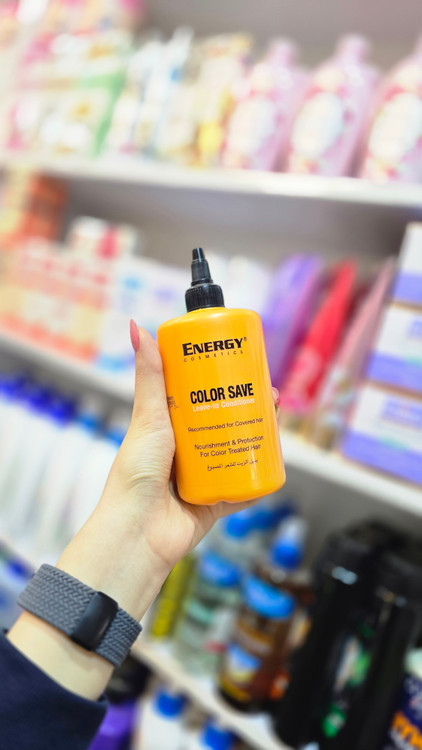 ENERGY®
COSMETICS
COLOR SAVE
Leave-in Conditioner
Recommended for Covered hair
Nourishment & Protection
For Color Treated Hair